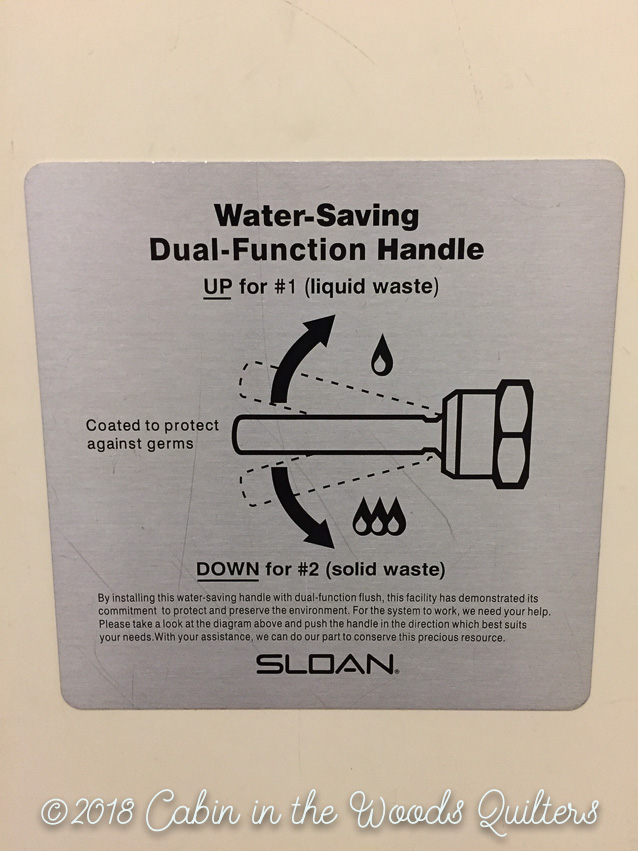 Water-Saving
Dual-Function Handle
UP for #1 (liquid waste)
Coated to protect
against germs
DOWN for #2 (solid waste)
By installing this water-saving handle with dual-function flush, this facility has demonstrated its
commitment to protect and preserve the environment. For the system to work, we need your help.
Please take a look at the diagram above and push the handle in the direction which best suits
your needs.With your assistance, we can do our part to conserve this precious resource.
SLOAN®
©2018 Cabin in the Woods Quilters